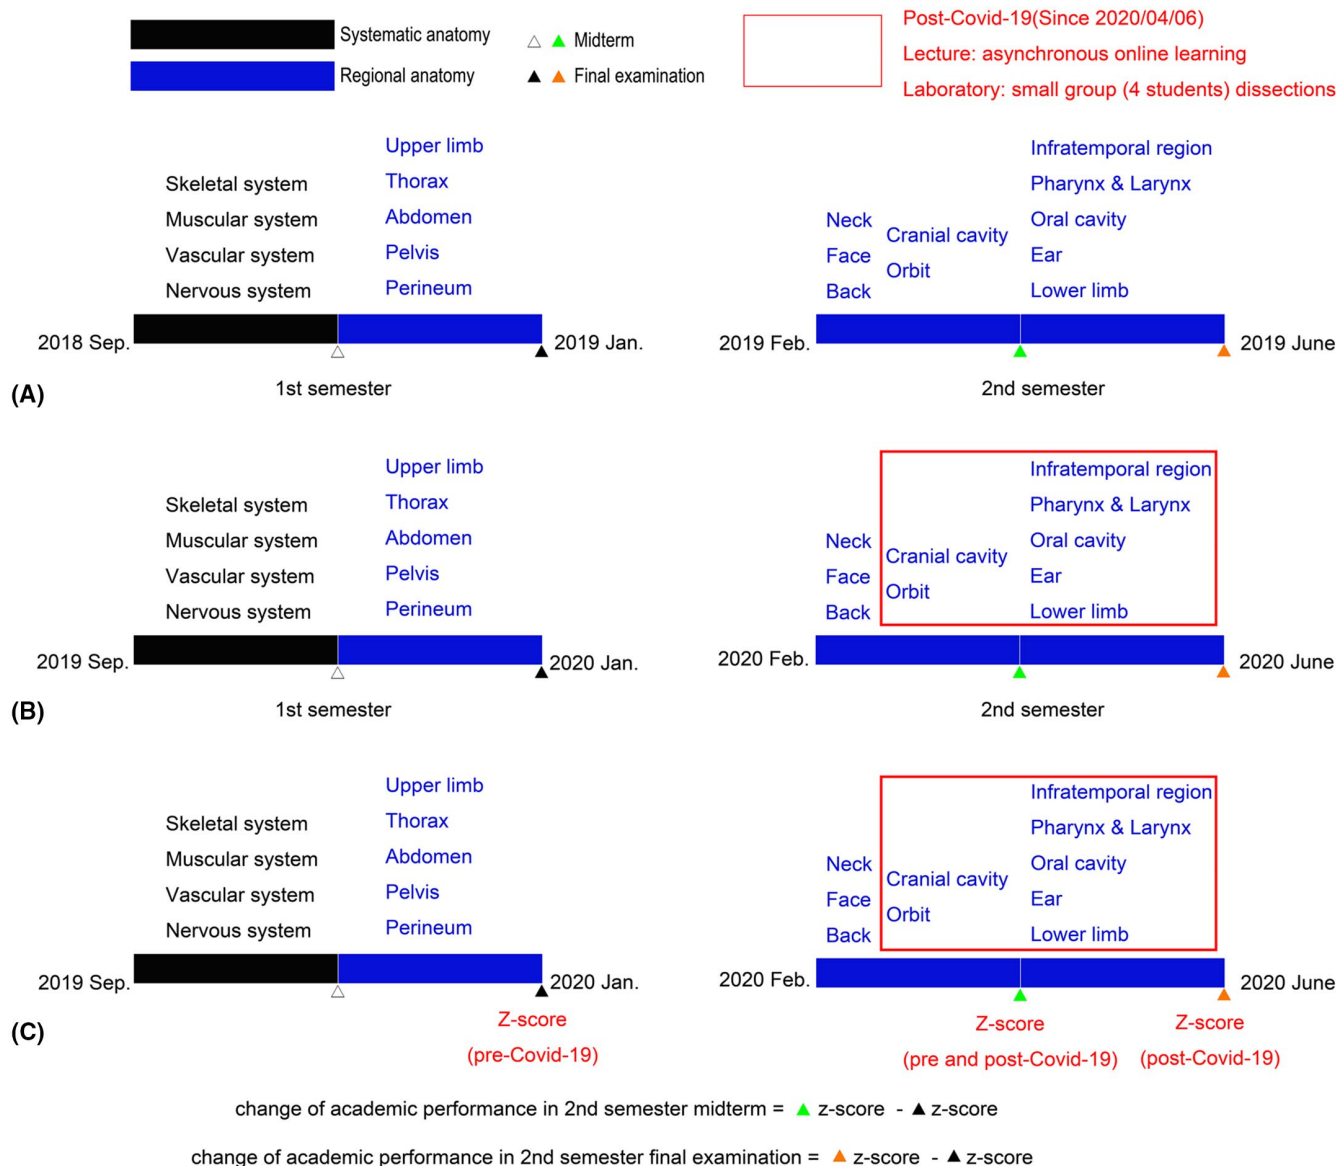 Systematic anatomy
Regional anatomy
Midterm
Final examination
Post-Covid-19(Since 2020/04/06)
Lecture: asynchronous online learning
Laboratory: small group (4 students) dissections
Skeletal system
Muscular system
Vascular system
Nervous system
Upper limb
Thorax
Abdomen
Pelvis
Perineum
Neck
Face
Back
Cranial cavity
Orbit
Infratemporal region
Pharynx & Larynx
Oral cavity
Ear
Lower limb
2018 Sep.
2019 Jan.
2019 Feb.
2019 June
(A)
1st semester
2nd semester
Skeletal system
Muscular system
Vascular system
Nervous system
Upper limb
Thorax
Abdomen
Pelvis
Perineum
Neck
Face
Back
Cranial cavity
Orbit
Infratemporal region
Pharynx & Larynx
Oral cavity
Ear
Lower limb
2019 Sep.
2020 Jan.
2020 Feb.
2020 June
(B)
1st semester
2nd semester
Skeletal system
Muscular system
Vascular system
Nervous system
Upper limb
Thorax
Abdomen
Pelvis
Perineum
Neck
Face
Back
Cranial cavity
Orbit
Infratemporal region
Pharynx & Larynx
Oral cavity
Ear
Lower limb
2019 Sep.
2020 Jan.
2020 Feb.
2020 June
(C)
Z-score
(pre-Covid-19)
Z-score
(pre and post-Covid-19)
Z-score
(post-Covid-19)
change of academic performance in 2nd semester midterm = ▲ z-score - ▲ z-score
change of academic performance in 2nd semester final examination = ▲ z-score - ▲ z-score